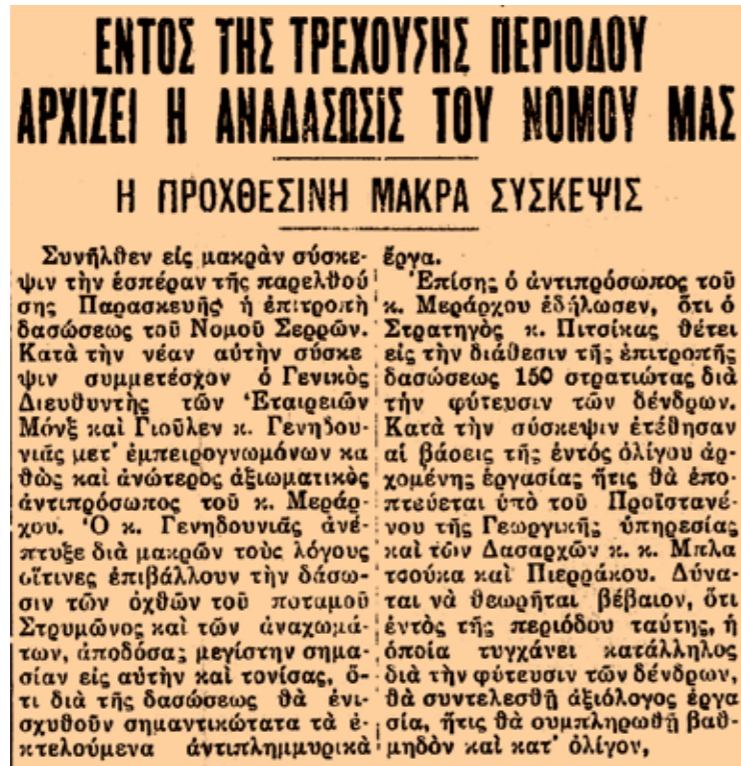 ΕΝΤΟΣ ΤΗΣ ΤΡΕΧΟΥΣΗΣ ΠΕΡΙΟΔΟΥ
ΑΡΧΙΖΕΙ Η ΑΝΑΔΑΣΩΣΙΣ ΤΟΥ ΝΟΜΟΥ ΜΑΣ
Η ΠΡΟΧΘΕΣΙΝΗ ΜΑΚΡΑ ΣΥΣΚΕΨΙΣ
Συνῆλθεν εἰς μακρὰν σύσκε-
ψιν τὴν ἑσπέραν τῆς παρελθού
σης Παρασκευῆς ἡ ἐπιτροπὴ
δασώσεως τοῦ Νομοῦ Σερρῶν.
Κατὰ τὴν νέαν αὐτὴν σύσκε
ψιν συμμετέσχον ὁ Γενικὸς
Διευθυντὴς τῶν Ἑταιρειῶν
Μὸνξ καὶ Γιοῦλεν κ. Γενηδου-
νιᾶς μετ' ἐμπειρογνωμόνων κα
θὼς καὶ ἀνώτερος ἀξιωματικὸς
ἀντιπρόσωπος τοῦ κ. Μεράρ-
χου. Ὁ κ. Γενηδουνιᾶς ἀνέ-
πτυξε διὰ μακρῶν τοὺς λόγους
οἵτινες ἐπιβάλλουν τὴν δάσω-
σιν τῶν ὀχθῶν τοῦ ποταμοῦ
Στρυμῶνος καὶ τῶν ἀναχωμά-
των, ἀποδόσας μεγίστην σημα-
σίαν εἰς αὐτὴν καὶ τονίσας, ὅ-
τι διὰ τῆς δασώσεως θὰ ἐνι-
σχυθοῦν σημαντικώτατα τὰ ἐ-
κτελούμενα ἀντιπλημμυρικὰ
ἔργα.
Ἐπίσης ὁ ἀντιπρόσωπος τοῦ
κ. Μεράρχου ἐδήλωσεν, ὅτι ὁ
Στρατηγὸς κ. Πιτσίκας θέτει
εἰς τὴν διάθεσιν τῆς ἐπιτροπῆς
δασώσεως 150 στρατιώτας διὰ
τὴν φύτευσιν τῶν δένδρων.
Κατὰ τὴν σύσκεψιν ἐτέθησαν
αἱ βάσεις τῆς ἐντός ὀλίγου ἀρ-
χομένης ἐργασίας ἥτις θὰ ἐπο-
πτεύεται ὑπὸ τοῦ Προϊστανέ-
νου τῆς Γεωργικῆς ὑπηρεσίας
καὶ τῶν Δασαρχῶν κ. κ. Μπλα
τσούκα καὶ Πιερράκου. Δύνα-
ται νὰ θεωρῆται βέβαιον, ὅτι
ἐντὸς τῆς περιόδου ταύτης, ἡ
ὁποία τυγχάνει κατάλληλος
διὰ τὴν φύτευσιν τῶν δένδρων,
θὰ συντελεσθῇ ἀξιόλογος ἐργα
σία, ἥτις θὰ συμπληρωθῇ βαθ-
μηδὸν καὶ κατ' ὀλίγον,